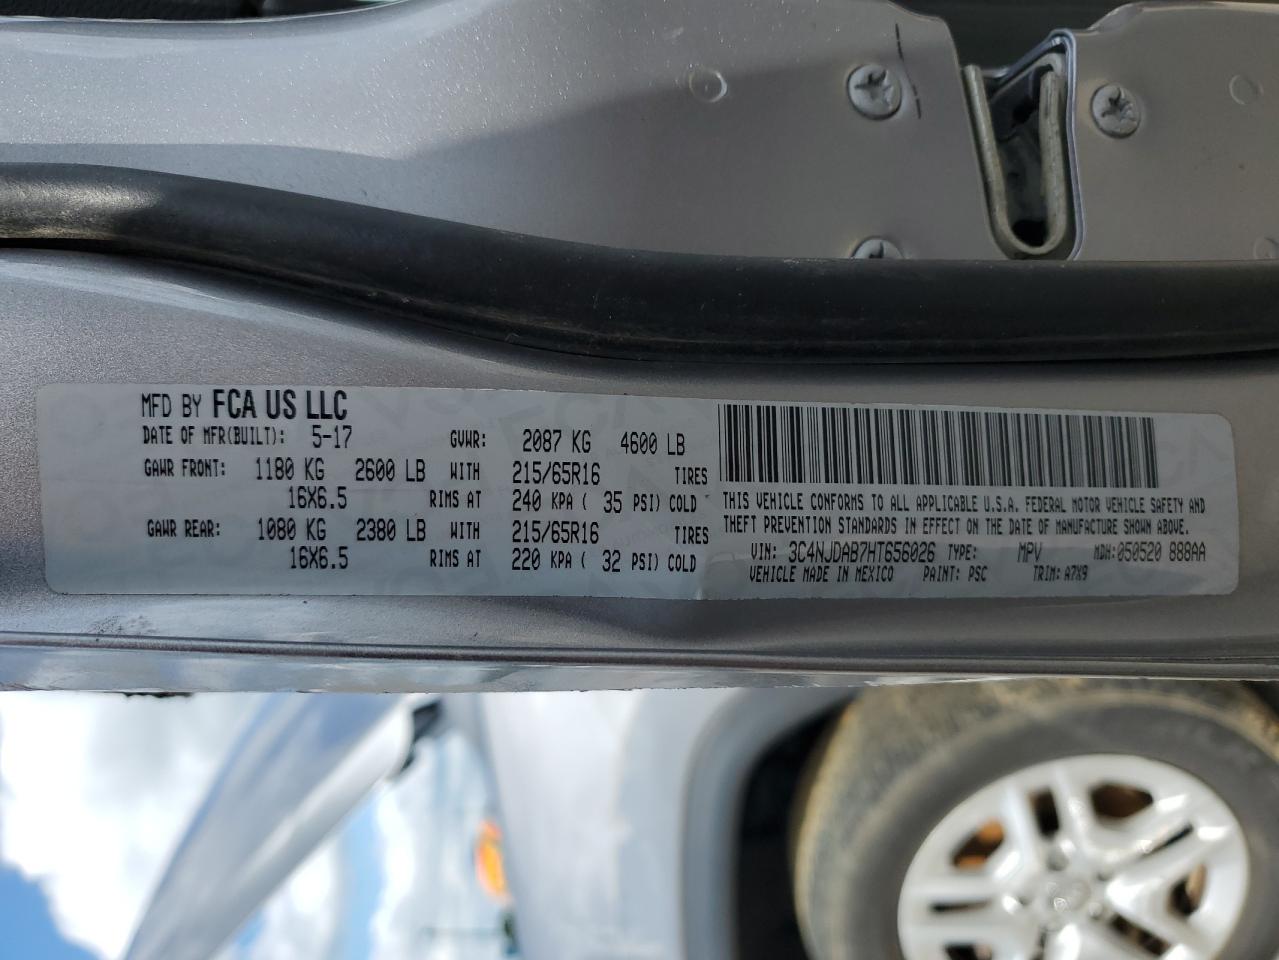 MFD BY FCA US LLC
DATE OF MFR(BUILT): 5-17 GVWR: 2087 KG 4600 LB
GAWR FRONT: 1180 KG 2600 LB WITH 215/65R16 TIRES
16X6.5 RIMS AT 240 KPA ( 35 PSI) COLD
GAWR REAR: 1080 KG 2380 LB WITH 215/65R16 TIRES
16X6.5 RIMS AT 220 KPA ( 32 PSI) COLD
THIS VEHICLE CONFORMS TO ALL APPLICABLE U.S.A. FEDERAL MOTOR VEHICLE SAFETY AND
THEFT PREVENTION STANDARDS IN EFFECT ON THE DATE OF MANUFACTURE SHOWN ABOVE.
VIN: 3C4NJDAB7HT656026 TYPE: MPV MDH: 050520 888AA
VEHICLE MADE IN MEXICO PAINT: PSC TRIM: A7X9